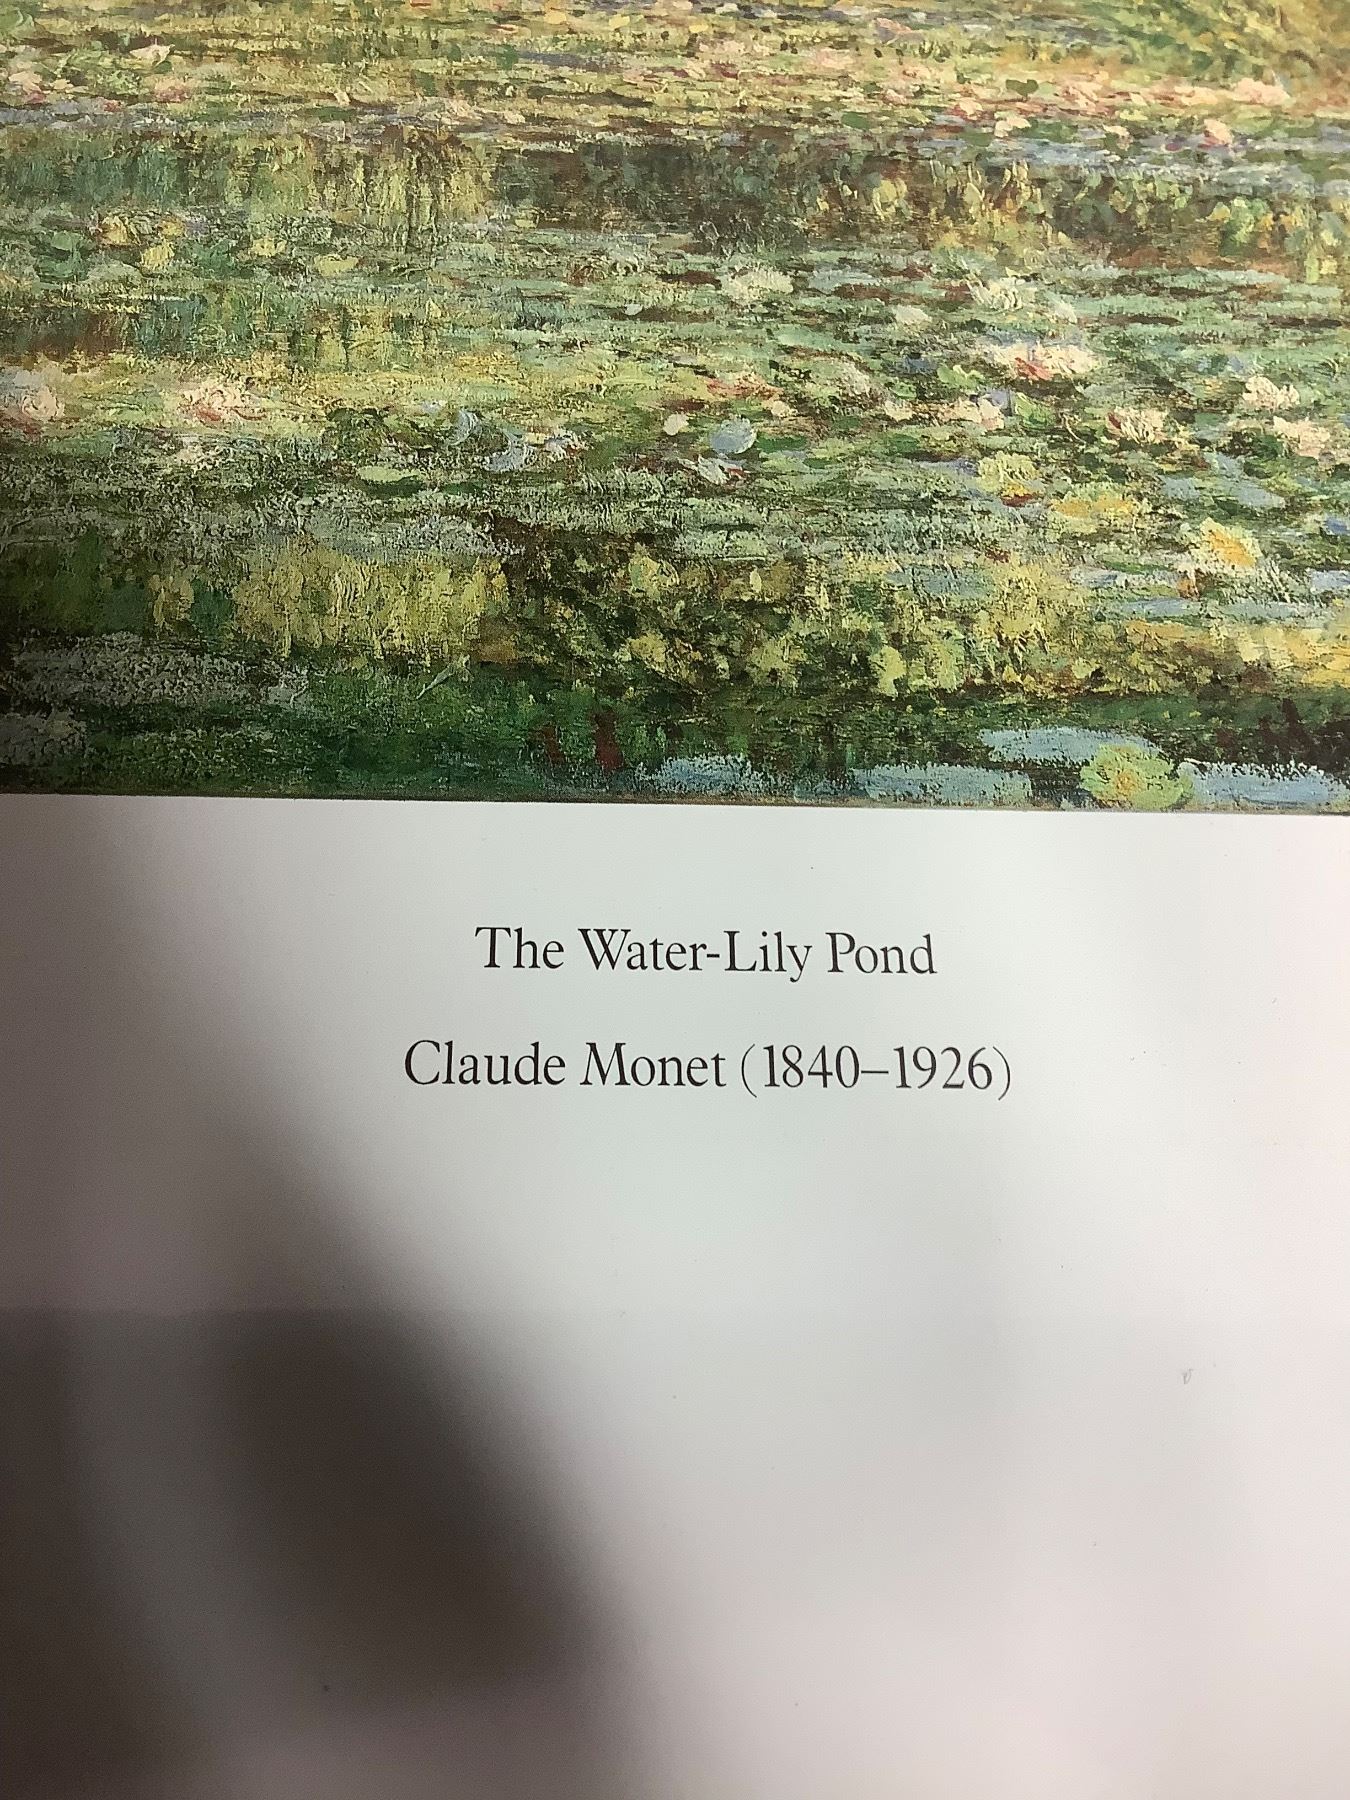 The Water-Lily Pond
Claude Monet (1840–1926)